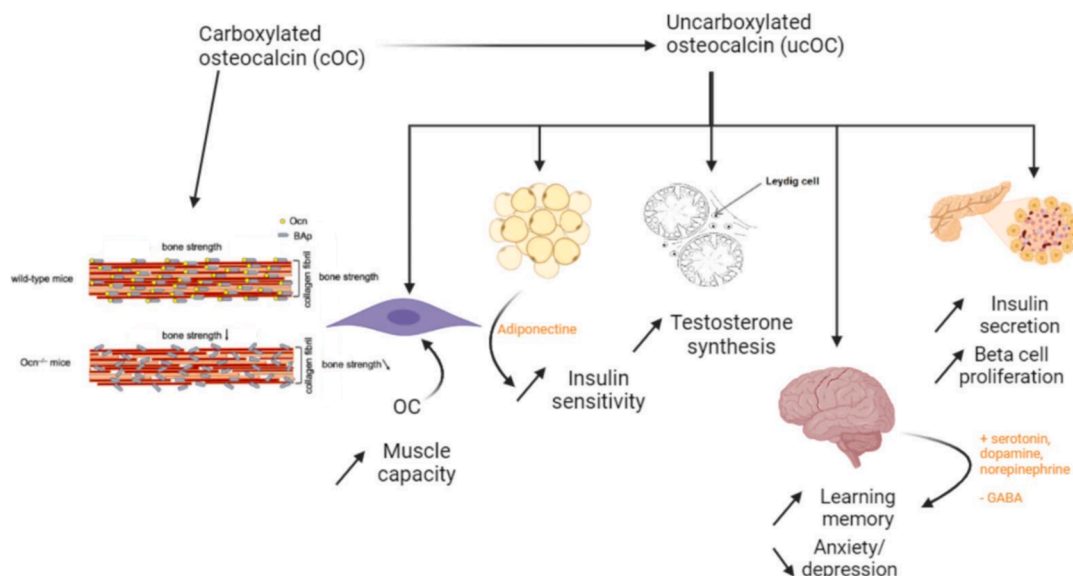 Carboxylated
osteocalcin (cOC)
Uncarboxylated
osteocalcin (ucOC)
Leydig cell
Ocn
BAp
bone strength
wild-type mice
collagen fibril
bone strength
bone strength↓
Ocn-/- mice
collagen fibril
bone strength↘
OC
Muscle
capacity
Adiponectine
Insulin
sensitivity
Testosterone
synthesis
Insulin
secretion
Beta cell
proliferation
+ serotonin,
dopamine,
norepinephrine
- GABA
Learning
memory
Anxiety/
depression